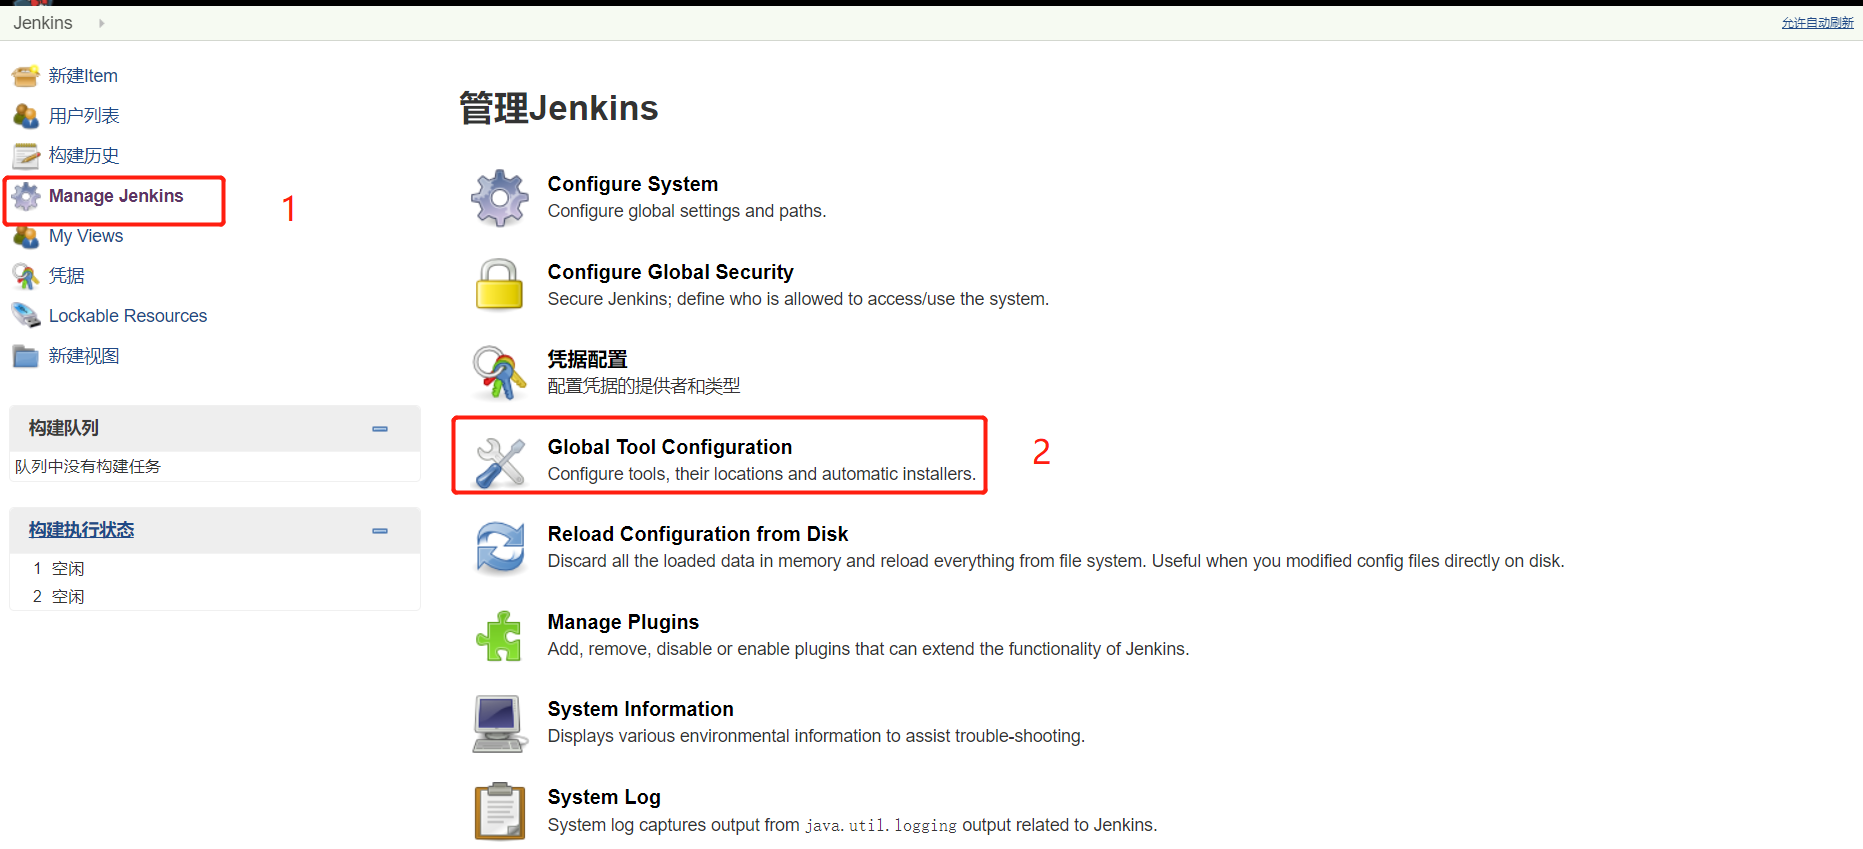 Jenkins
允许自动刷新
新建Item
用户列表
构建历史
Manage Jenkins
1
My Views
凭据
Lockable Resources
新建视图
构建队列
队列中没有构建任务
构建执行状态
1 空闲
2 空闲
管理Jenkins
Configure System
Configure global settings and paths.
Configure Global Security
Secure Jenkins; define who is allowed to access/use the system.
凭据配置
配置凭据的提供者和类型
Global Tool Configuration
Configure tools, their locations and automatic installers.
2
Reload Configuration from Disk
Discard all the loaded data in memory and reload everything from file system. Useful when you modified config files directly on disk.
Manage Plugins
Add, remove, disable or enable plugins that can extend the functionality of Jenkins.
System Information
Displays various environmental information to assist trouble-shooting.
System Log
System log captures output from java.util.logging output related to Jenkins.